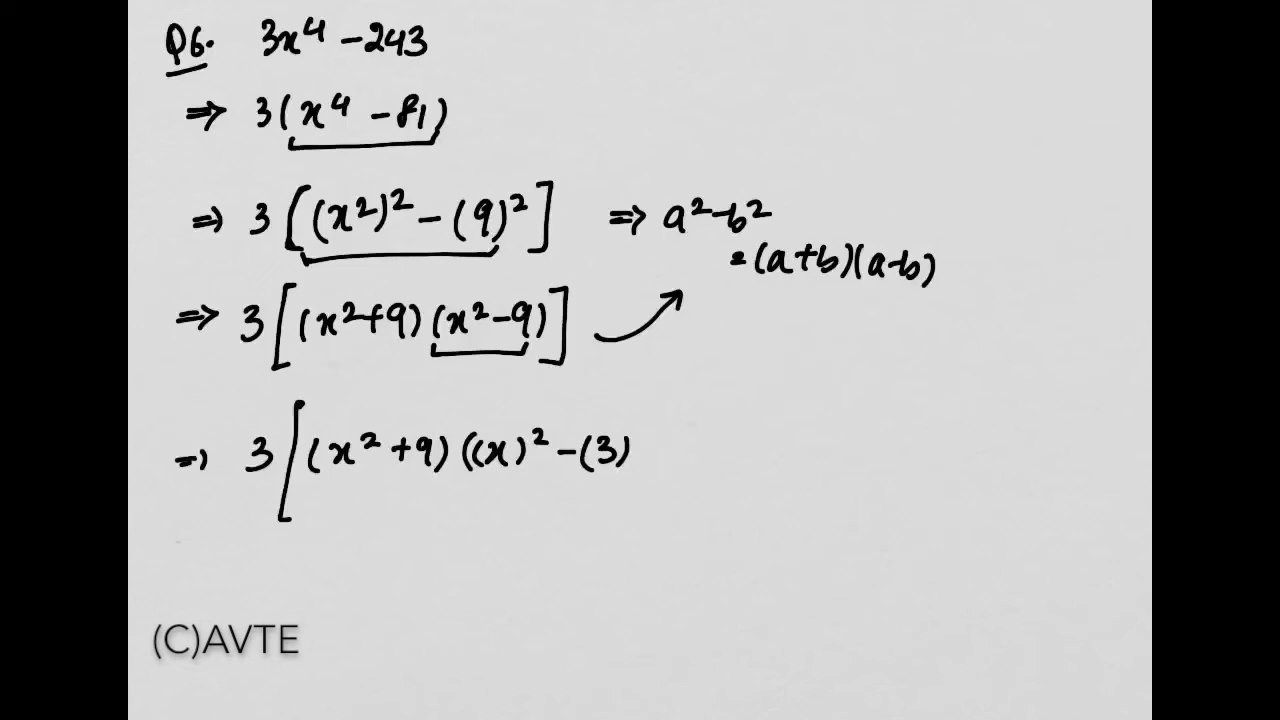 Q6. 3x⁴ - 243
⇒ 3(x⁴ - 81)
⇒ 3[(x²)² - (9)²] ⇒ a² - b²
= (a+b)(a-b)
⇒ 3[(x²+9)(x²-9)]
⇒ 3[(x²+9)((x)² - (3)
(C)AVTE